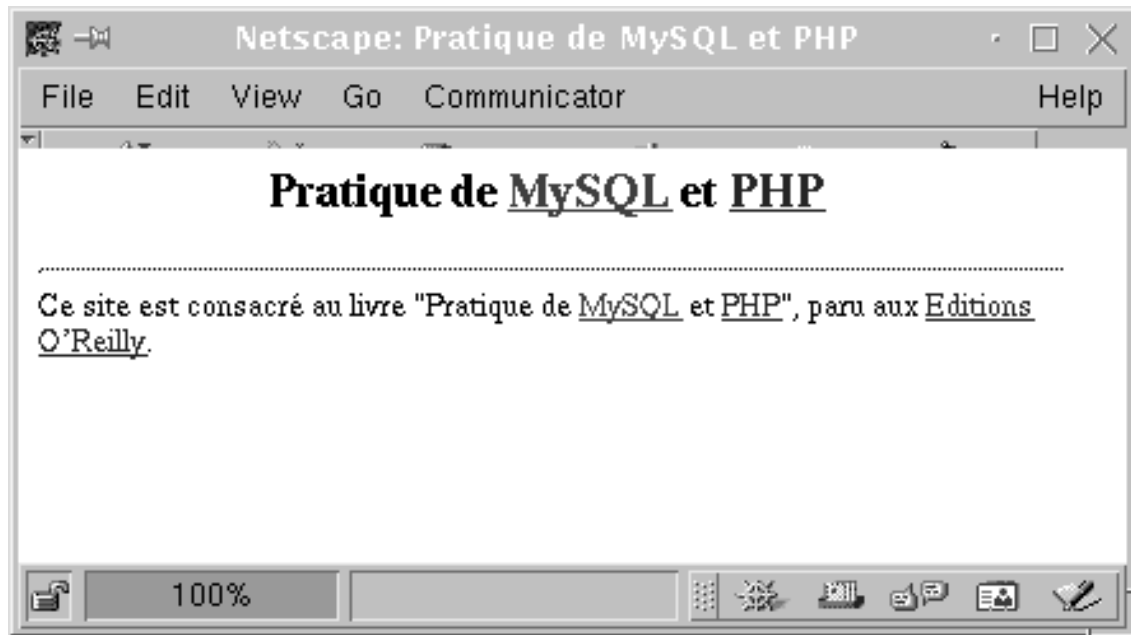 Netscape: Pratique de MySQL et PHP
File Edit View Go Communicator Help
Pratique de MySQL et PHP
Ce site est consacré au livre "Pratique de MySQL et PHP", paru aux Editions
O'Reilly.
100%